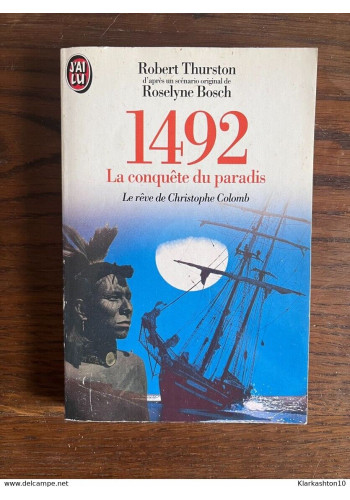 J'AI
LU
Robert Thurston
d'après un scénario original de
Roselyne Bosch
1492
La conquête du paradis
Le rêve de Christophe Colomb
delcampe.net
Klarkashton10